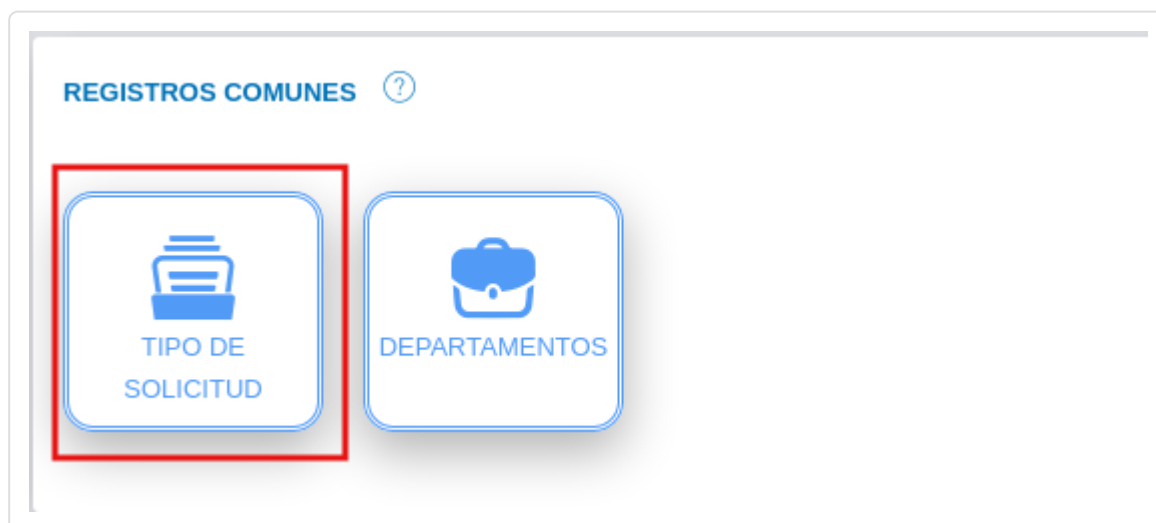 REGISTROS COMUNES ?
TIPO DE
SOLICITUD
DEPARTAMENTOS